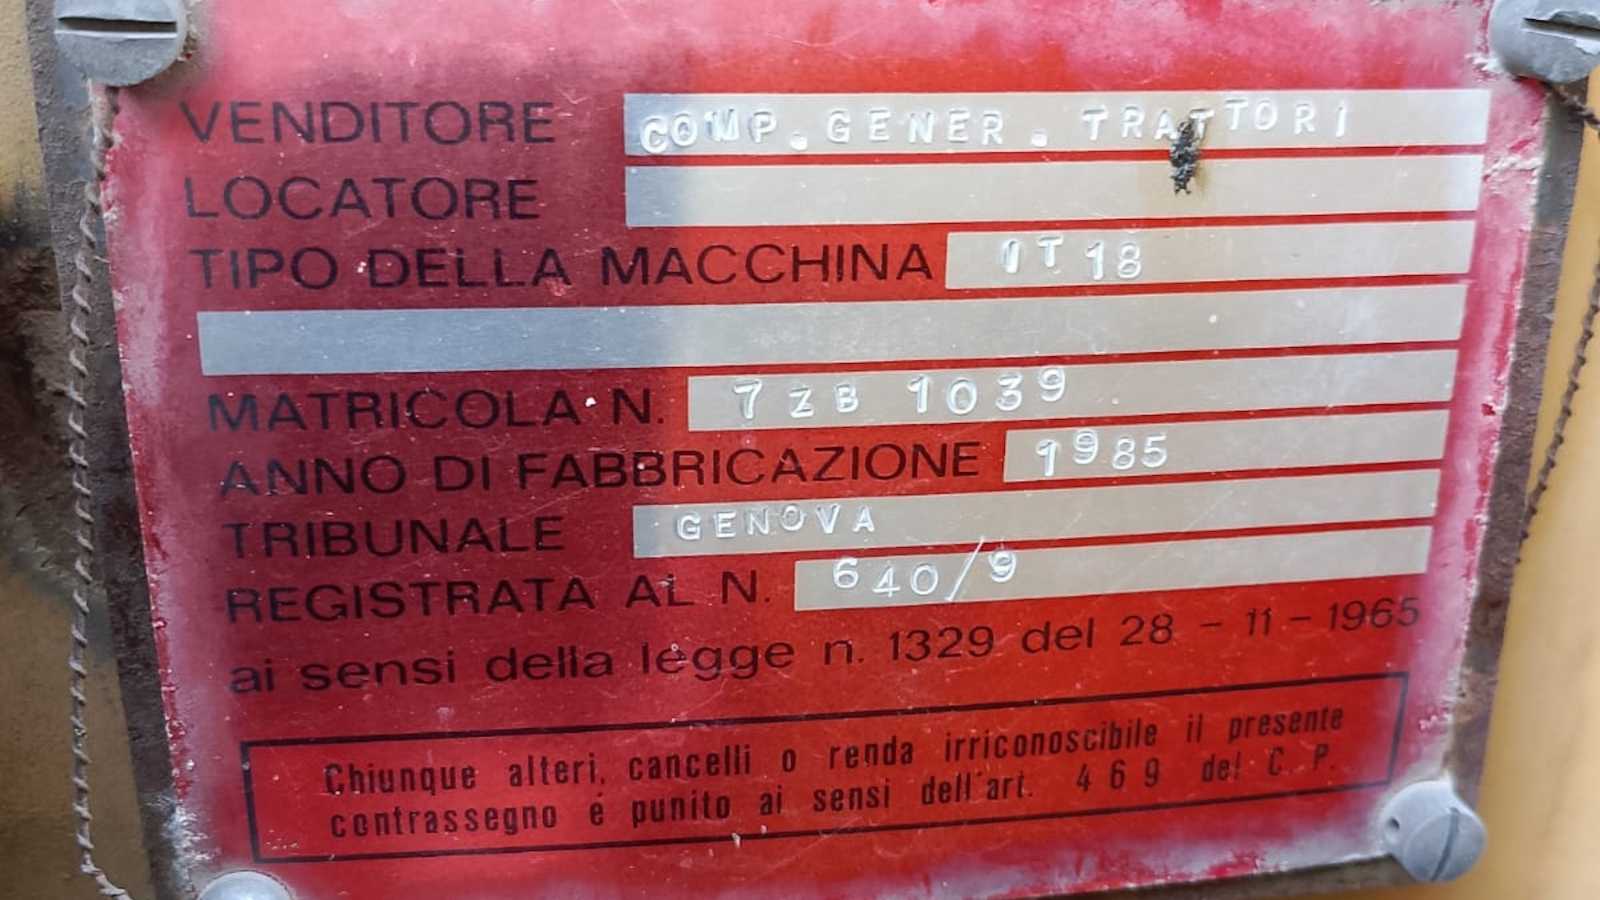 VENDITORE COMP. GENER. TRATTORI
LOCATORE
TIPO DELLA MACCHINA IT 18
MATRICOLA N. 7ZB 1039
ANNO DI FABBRICAZIONE 1985
TRIBUNALE GENOVA
REGISTRATA AL N. 640/9
ai sensi della legge n. 1329 del 28 - 11 - 1965
Chiunque alteri, cancelli o renda irriconoscibile il presente
contrassegno é punito ai sensi dell'art. 469 del C.P.